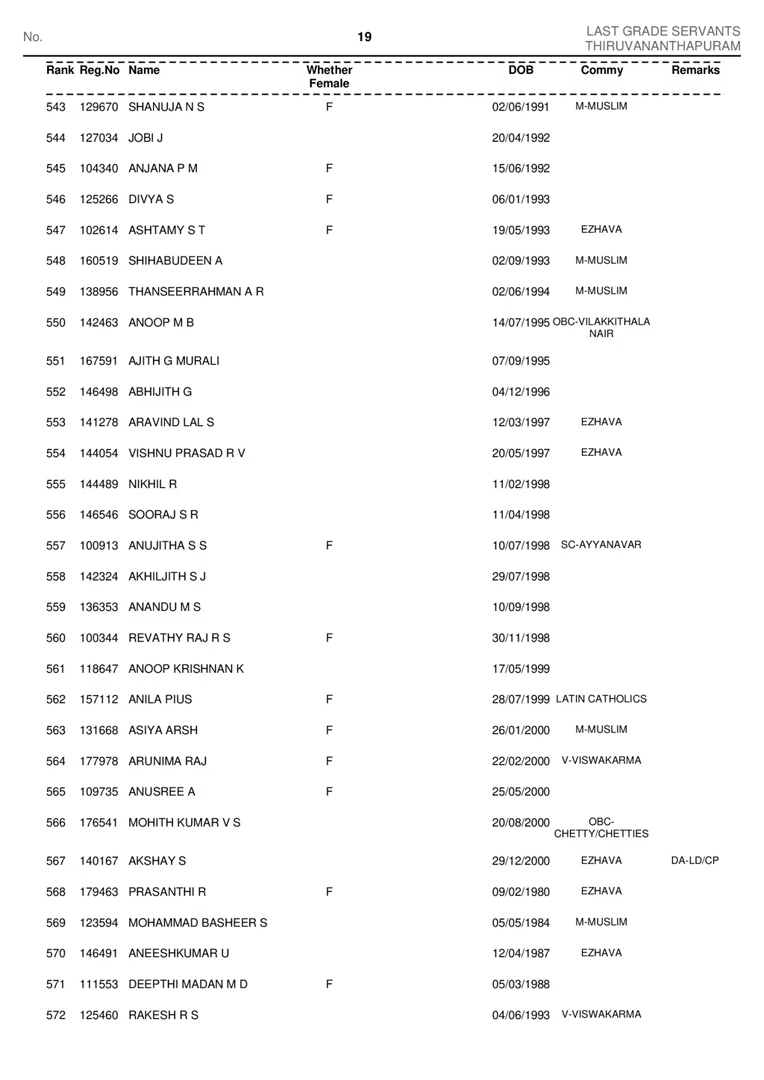 No. 19 LAST GRADE SERVANTS
THIRUVANANTHAPURAM
Rank Reg.No Name Whether DOB Commy Remarks
Female
543 129670 SHANUJA N S F 02/06/1991 M-MUSLIM
544 127034 JOBI J 20/04/1992
545 104340 ANJANA P M F 15/06/1992
546 125266 DIVYA S F 06/01/1993
547 102614 ASHTAMY S T F 19/05/1993 EZHAVA
548 160519 SHIHABUDEEN A 02/09/1993 M-MUSLIM
549 138956 THANSEERRAHMAN A R 02/06/1994 M-MUSLIM
550 142463 ANOOP M B 14/07/1995 OBC-VILAKKITHALA
NAIR
551 167591 AJITH G MURALI 07/09/1995
552 146498 ABHIJITH G 04/12/1996
553 141278 ARAVIND LAL S 12/03/1997 EZHAVA
554 144054 VISHNU PRASAD R V 20/05/1997 EZHAVA
555 144489 NIKHIL R 11/02/1998
556 146546 SOORAJ S R 11/04/1998
557 100913 ANUJITHA S S F 10/07/1998 SC-AYYANAVAR
558 142324 AKHILJITH S J 29/07/1998
559 136353 ANANDU M S 10/09/1998
560 100344 REVATHY RAJ R S F 30/11/1998
561 118647 ANOOP KRISHNAN K 17/05/1999
562 157112 ANILA PIUS F 28/07/1999 LATIN CATHOLICS
563 131668 ASIYA ARSH F 26/01/2000 M-MUSLIM
564 177978 ARUNIMA RAJ F 22/02/2000 V-VISWAKARMA
565 109735 ANUSREE A F 25/05/2000
566 176541 MOHITH KUMAR V S 20/08/2000 OBC-
CHETTY/CHETTIES
567 140167 AKSHAY S 29/12/2000 EZHAVA DA-LD/CP
568 179463 PRASANTHI R F 09/02/1980 EZHAVA
569 123594 MOHAMMAD BASHEER S 05/05/1984 M-MUSLIM
570 146491 ANEESHKUMAR U 12/04/1987 EZHAVA
571 111553 DEEPTHI MADAN M D F 05/03/1988
572 125460 RAKESH R S 04/06/1993 V-VISWAKARMA